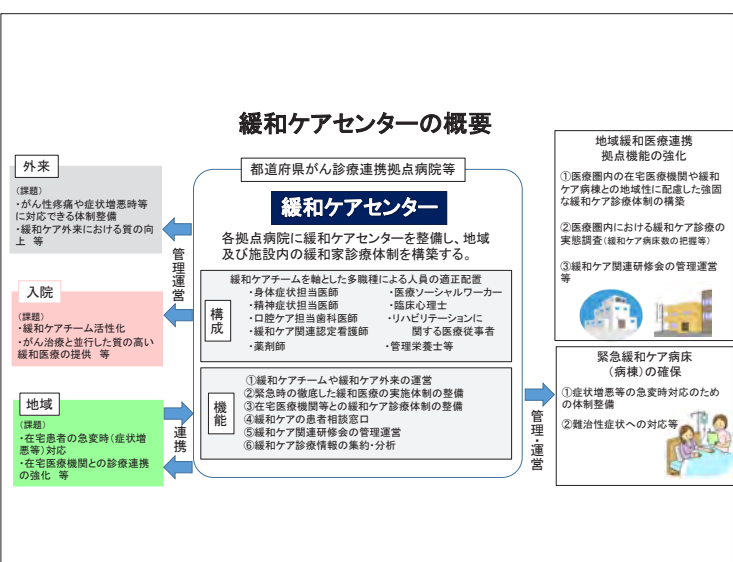 緩和ケアセンターの概要
外来
(課題)
・がん性疼痛や症状増悪時等
に対応できる体制整備
・緩和ケア外来における質の向
上 等
管理運営
入院
(課題)
・緩和ケアチーム活性化
・がん治療と並行した質の高い
緩和医療の提供 等
地域
(課題)
・在宅患者の急変時(症状増
悪等)対応
・在宅医療機関との診療連携
の強化 等
連携
都道府県がん診療連携拠点病院等
緩和ケアセンター
各拠点病院に緩和ケアセンターを整備し、地域
及び施設内の緩和家診療体制を構築する。
構成
緩和ケアチームを軸とした多職種による人員の適正配置
・身体症状担当医師
・精神症状担当医師
・口腔ケア担当歯科医師
・緩和ケア関連認定看護師
・薬剤師
・医療ソーシャルワーカー
・臨床心理士
・リハビリテーションに
関する医療従事者
・管理栄養士等
機能
①緩和ケアチームや緩和ケア外来の運営
②緊急時の徹底した緩和医療の実施体制の整備
③在宅医療機関等との緩和ケア診療体制の整備
④緩和ケアの患者相談窓口
⑤緩和ケア関連研修会の管理運営
⑥緩和ケア診療情報の集約・分析
管理・運営
地域緩和医療連携
拠点機能の強化
①医療圏内の在宅医療機関や緩和
ケア病棟との地域性に配慮した強固
な緩和ケア診療体制の構築
②医療圏内における緩和ケア診療の
実態調査(緩和ケア病床数の把握等)
③緩和ケア関連研修会の管理運営
等
緊急緩和ケア病床
(病棟)の確保
①症状増悪等の急変時対応のため
の体制整備
②難治性症状への対応等